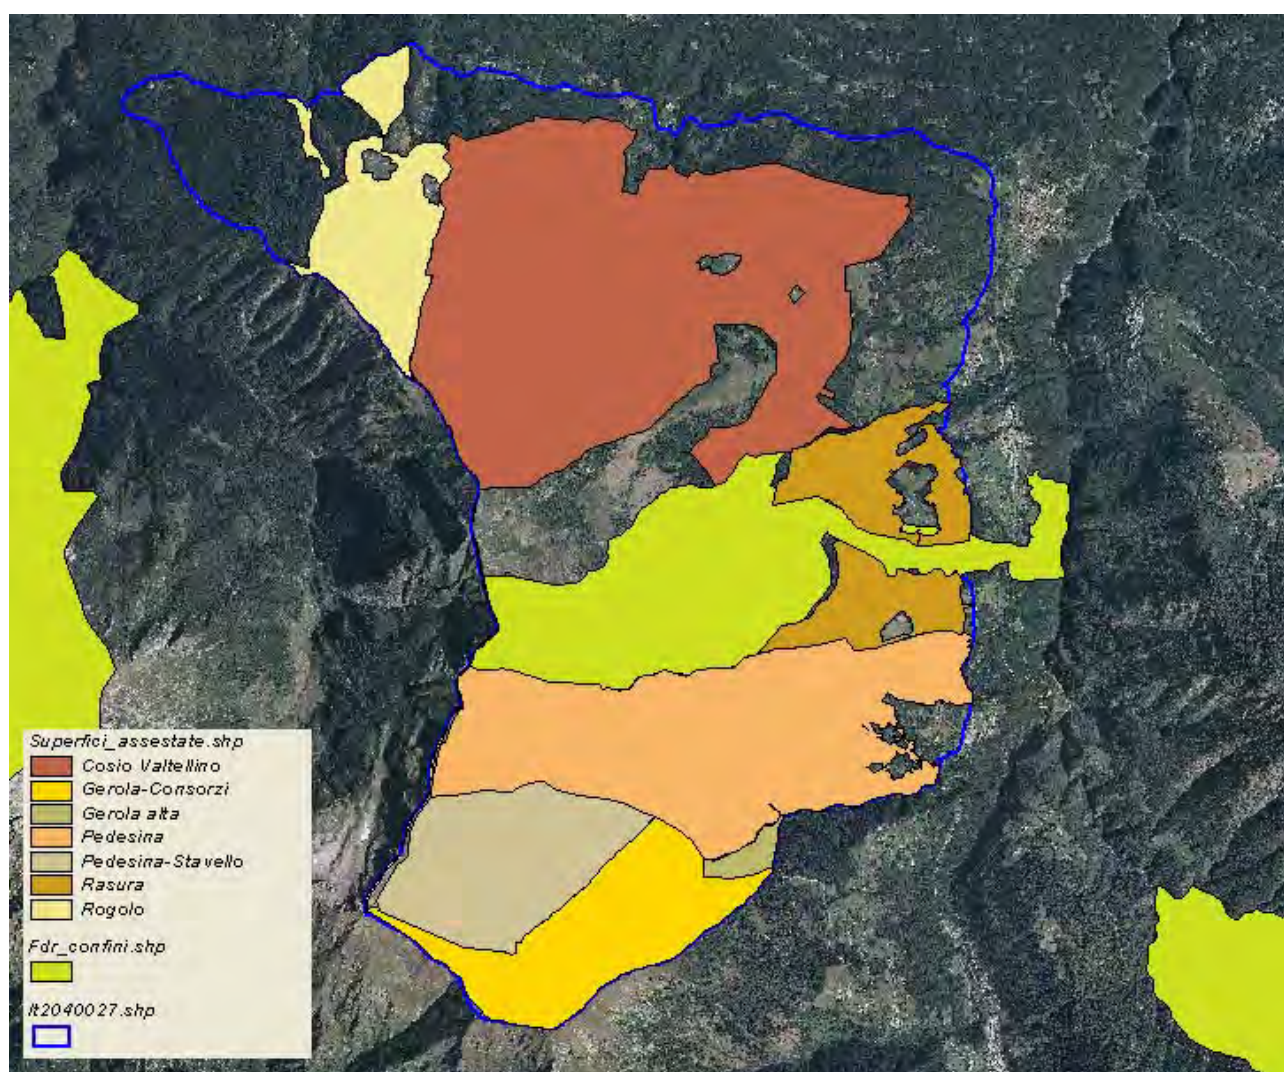 Superfici_assestate.shp
Cosio Valtellino
Gerola-Consorzi
Gerola alta
Pedesina
Pedesina-Stavello
Rasura
Rogolo
Fdr_confini.shp
It2040027.shp